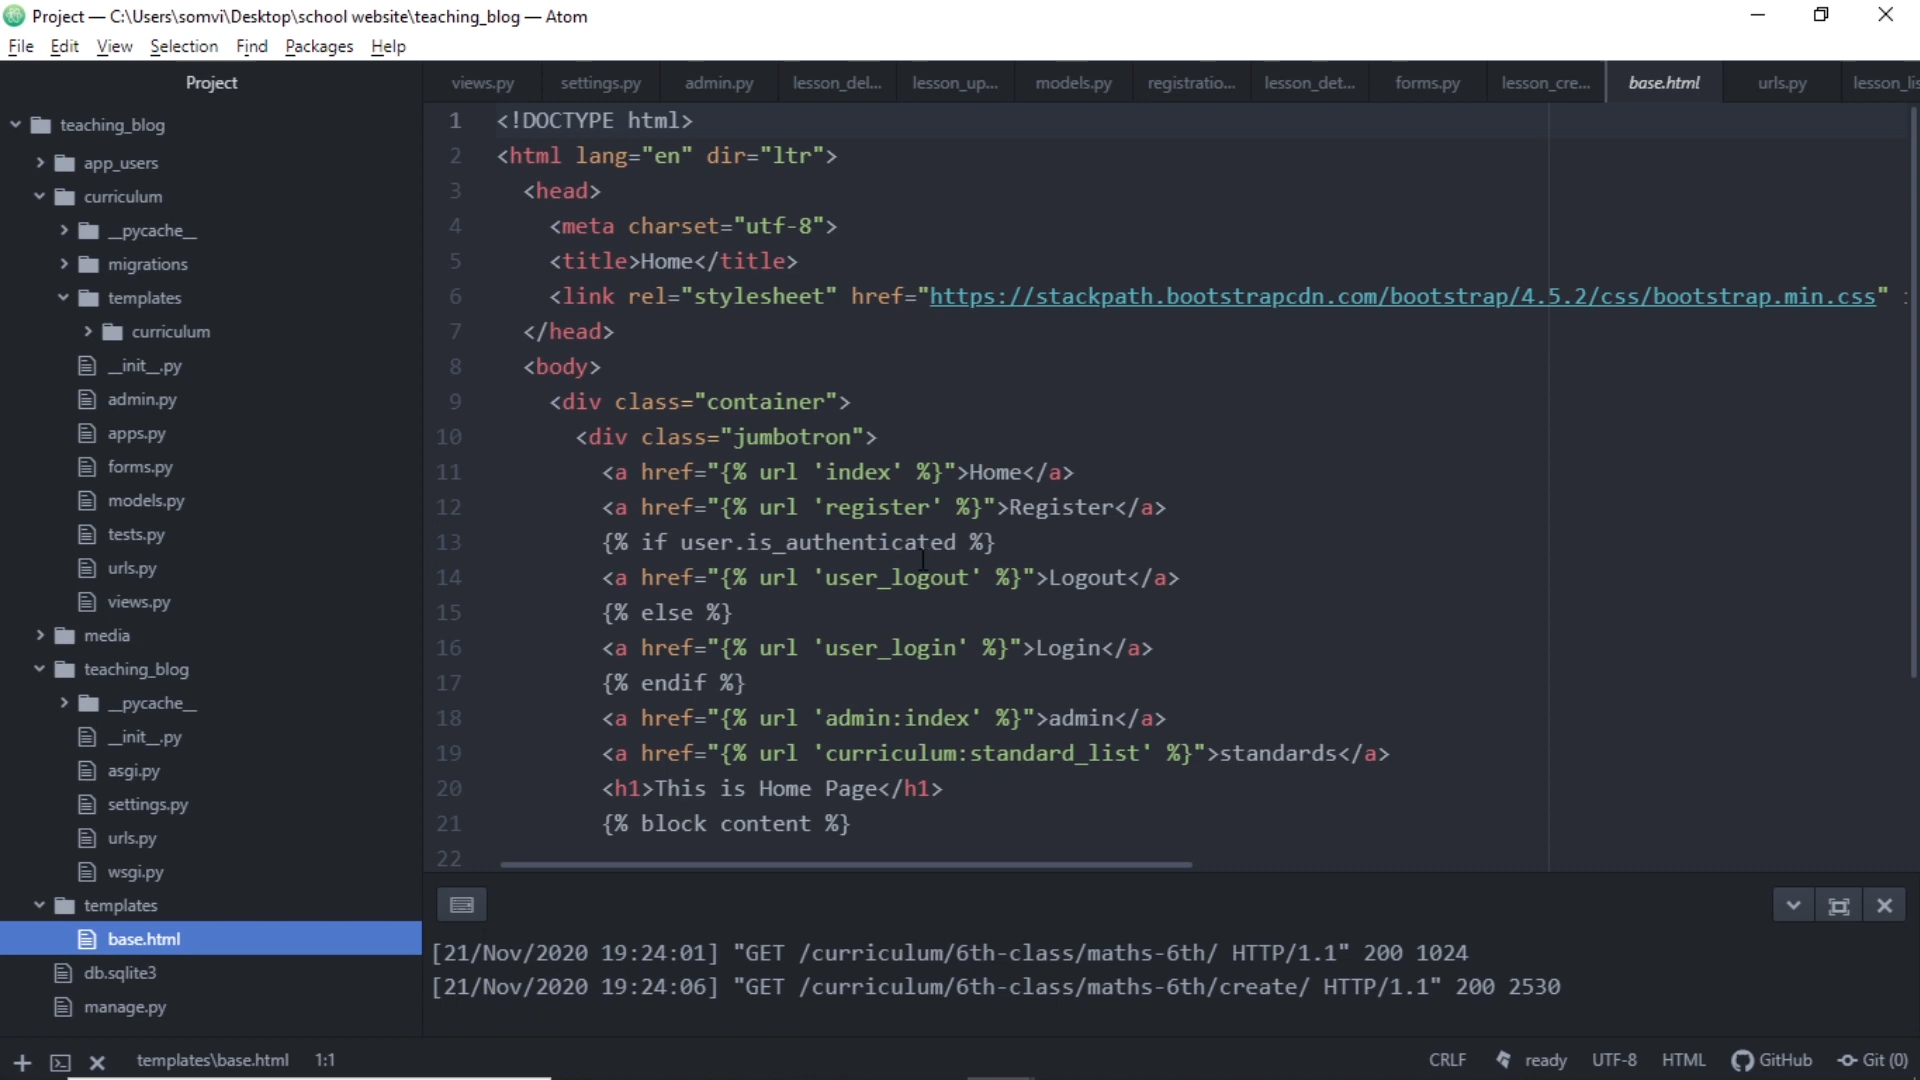 Project — C:\Users\somvi\Desktop\school website\teaching_blog — Atom
File Edit View Selection Find Packages Help
Project
views.py settings.py admin.py lesson_del... lesson_up... models.py registratio... lesson_det... forms.py lesson_cre... base.html urls.py lesson_lis
teaching_blog
app_users
curriculum
__pycache__
migrations
templates
curriculum
__init__.py
admin.py
apps.py
forms.py
models.py
tests.py
urls.py
views.py
media
teaching_blog
__pycache__
__init__.py
asgi.py
settings.py
urls.py
wsgi.py
templates
base.html
db.sqlite3
manage.py
1 <!DOCTYPE html>
2 <html lang="en" dir="ltr">
3 <head>
4 <meta charset="utf-8">
5 <title>Home</title>
6 <link rel="stylesheet" href="https://stackpath.bootstrapcdn.com/bootstrap/4.5.2/css/bootstrap.min.css"
7 </head>
8 <body>
9 <div class="container">
10 <div class="jumbotron">
11 <a href="{% url 'index' %}">Home</a>
12 <a href="{% url 'register' %}">Register</a>
13 {% if user.is_authenticated %}
14 <a href="{% url 'user_logout' %}">Logout</a>
15 {% else %}
16 <a href="{% url 'user_login' %}">Login</a>
17 {% endif %}
18 <a href="{% url 'admin:index' %}">admin</a>
19 <a href="{% url 'curriculum:standard_list' %}">standards</a>
20 <h1>This is Home Page</h1>
21 {% block content %}
22
[21/Nov/2020 19:24:01] "GET /curriculum/6th-class/maths-6th/ HTTP/1.1" 200 1024
[21/Nov/2020 19:24:06] "GET /curriculum/6th-class/maths-6th/create/ HTTP/1.1" 200 2530
templates\base.html 1:1 CRLF ready UTF-8 HTML GitHub Git (0)